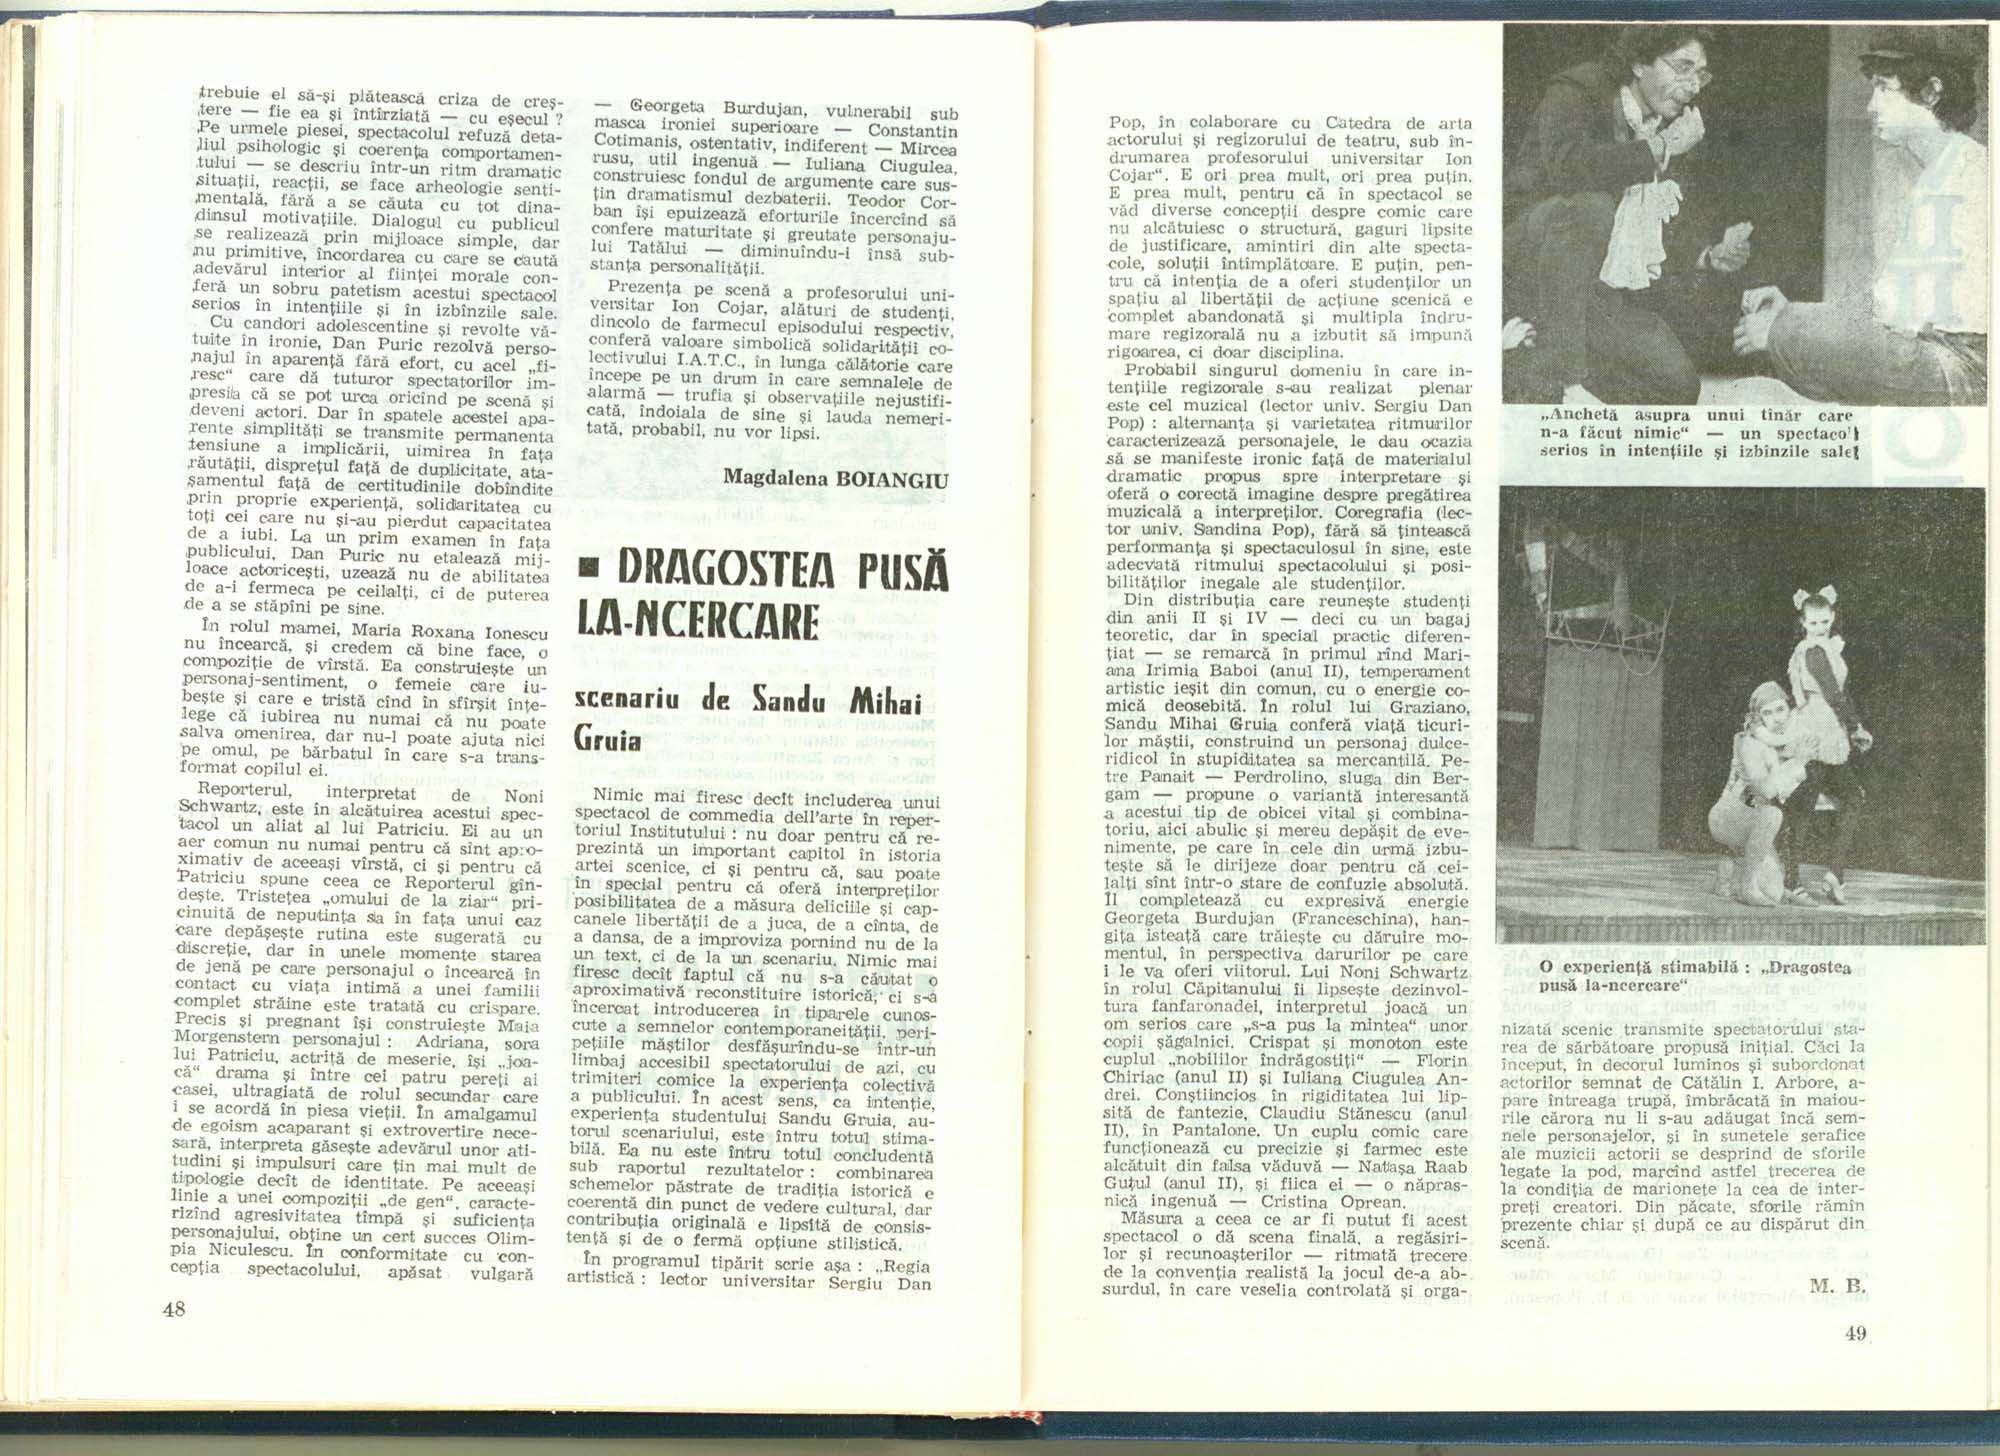 trebuie el să-şi plătească criza de creş-
tere — fie ea şi întîrziată — cu eşecul ?
Pe urmele piesei, spectacolul refuză deta-
liul psihologic şi coerenţa comportamen-
tului — se descriu într-un ritm dramatic
situaţii, reacţii, se face arheologie senti-
mentală, fără a se căuta cu tot dina-
dinsul motivaţiile. Dialogul cu publicul
se realizează prin mijloace simple, dar
nu primitive, încordarea cu care se caută
adevărul interior al fiinţei morale con-
feră un sobru patetism acestui spectacol
serios în intenţiile şi în izbînzile sale.
Cu candori adolescentine şi revolte vă-
tuite în ironie, Dan Puric rezolvă perso-
najul în aparenţă fără efort, cu acel „fi-
resc“ care dă tuturor spectatorilor im-
presia că se pot urca oricînd pe scenă şi
deveni actori. Dar în spatele acestei apa-
rente simplităţi se transmite permanenta
tensiune a implicării, uimirea în faţa
răutăţii, dispreţul faţă de duplicitate, ata-
şamentul faţă de certitudinile dobîndite
prin proprie experienţă, solidaritatea cu
toţi cei care nu şi-au pierdut capacitatea
de a iubi. La un prim examen în faţa
publicului, Dan Puric nu etalează mij-
loace actoriceşti, uzează nu de abilitatea
de a-i fermeca pe ceilalţi, ci de puterea
de a se stăpîni pe sine.
În rolul mamei, Maria Roxana Ionescu
nu încearcă, şi credem că bine face, o
compoziţie de vîrstă. Ea construieşte un
personaj-sentiment, o femeie care iu-
beşte şi care e tristă cînd în sfîrşit înţe-
lege că iubirea nu numai că nu poate
salva omenirea, dar nu-l poate ajuta nici
pe omul, pe bărbatul în care s-a trans-
format copilul ei.
Reporterul, interpretat de Noni
Schwartz, este în alcătuirea acestui spec-
tacol un aliat al lui Patriciu. Ei au un
aer comun nu numai pentru că sînt apro-
ximativ de aceeaşi vîrstă, ci şi pentru că
Patriciu spune ceea ce Reporterul gîn-
deşte. Tristeţea „omului de la ziar“ pri-
cinuită de neputinţa sa în faţa unui caz
care depăşeşte rutina este sugerată cu
discreţie, dar în unele momente starea
de jenă pe care personajul o încearcă în
contact cu viaţa intimă a unei familii
complet străine este tratată cu crispare.
Precis şi pregnant îşi construieşte Maia
Morgenstern personajul : Adriana, sora
lui Patriciu, actriţă de meserie, îşi „joa-
că“ drama şi între cei patru pereţi ai
casei, ultragiată de rolul secundar care
i se acordă în piesa vieţii. În amalgamul
de egoism acaparant şi extrovertire nece-
sară, interpreta găseşte adevărul unor ati-
tudini şi impulsuri care ţin mai mult de
tipologie decît de identitate. Pe aceeaşi
linie a unei compoziţii „de gen“, caracte-
rizînd agresivitatea tîmpă şi suficienţa
personajului, obţine un cert succes Olim-
pia Niculescu. În conformitate cu con-
cepţia spectacolului, apăsat vulgară
— Georgeta Burdujan, vulnerabil sub
masca ironiei superioare — Constantin
Cotimanis, ostentativ, indiferent — Mircea
rusu, util ingenuă — Iuliana Ciugulea,
construiesc fondul de argumente care sus-
ţin dramatismul dezbaterii. Teodor Cor-
ban îşi epuizează eforturile încercînd să
confere maturitate şi greutate personaju-
lui Tatălui — diminuîndu-i însă sub-
stanţa personalităţii.
Prezenţa pe scenă a profesorului uni-
versitar Ion Cojar, alături de studenţi,
dincolo de farmecul episodului respectiv,
conferă valoare simbolică solidarităţii co-
lectivului I.A.T.C., în lunga călătorie care
începe pe un drum în care semnalele de
alarmă — trufia şi observaţiile nejustifi-
cată, îndoiala de sine şi lauda nemeri-
tată, probabil, nu vor lipsi.
Magdalena BOIANGIU
■ DRAGOSTEA PUSĂ
LA-NCERCARE
scenariu de Sandu Mihai
Gruia
Nimic mai firesc decît includerea unui
spectacol de commedia dell'arte în reper-
toriul Institutului : nu doar pentru că re-
prezintă un important capitol în istoria
artei scenice, ci şi pentru că, sau poate
în special pentru că oferă interpreţilor
posibilitatea de a măsura deliciile şi cap-
canele libertăţii de a juca, de a cînta, de
a dansa, de a improviza pornind nu de la
un text, ci de la un scenariu. Nimic mai
firesc decît faptul că nu s-a căutat o
aproximativă reconstituire istorică, ci s-a
încercat introducerea în tiparele cunos-
cute a semnelor contemporaneităţii, peri-
peţiile măştilor desfăşurîndu-se într-un
limbaj accesibil spectatorului de azi, cu
trimiteri comice la experienţa colectivă
a publicului. În acest sens, ca intenţie,
experienţa studentului Sandu Gruia, au-
torul scenariului, este întru totul stima-
bilă. Ea nu este întru totul concludentă
sub raportul rezultatelor : combinarea
schemelor păstrate de tradiţia istorică e
coerentă din punct de vedere cultural, dar
contribuţia originală e lipsită de consis-
tenţă şi de o fermă opţiune stilistică.
În programul tipărit scrie aşa : „Regia
artistică : lector universitar Sergiu Dan
48
Pop, în colaborare cu Catedra de arta
actorului şi regizorului de teatru, sub în-
drumarea profesorului universitar Ion
Cojar“. E ori prea mult, ori prea puţin.
E prea mult, pentru că în spectacol se
văd diverse concepţii despre comic care
nu alcătuiesc o structură, gaguri lipsite
de justificare, amintiri din alte specta-
cole, soluţii întîmplătoare. E puţin, pen-
tru că intenţia de a oferi studenţilor un
spaţiu al libertăţii de acţiune scenică e
complet abandonată şi multipla îndru-
mare regizorală nu a izbutit să impună
rigoarea, ci doar disciplina.
Probabil singurul domeniu în care in-
tenţiile regizorale s-au realizat plenar
este cel muzical (lector univ. Sergiu Dan
Pop) : alternanţa şi varietatea ritmurilor
caracterizează personajele, le dau ocazia
să se manifeste ironic faţă de materialul
dramatic propus spre interpretare şi
oferă o corectă imagine despre pregătirea
muzicală a interpreţilor. Coregrafia (lec-
tor univ. Sandina Pop), fără să ţintească
performanţa şi spectaculosul în sine, este
adecvată ritmului spectacolului şi posi-
bilităţilor inegale ale studenţilor.
Din distribuţia care reuneşte studenţi
din anii II şi IV — deci cu un bagaj
teoretic, dar în special practic diferen-
ţiat — se remarcă în primul rînd Mari-
ana Irimia Baboi (anul II), temperament
artistic ieşit din comun, cu o energie co-
mică deosebită. În rolul lui Graziano,
Sandu Mihai Gruia conferă viaţă ticuri-
lor măştii, construind un personaj dulce-
ridicol în stupiditatea sa mercantilă. Pe-
tre Panait — Perdrolino, sluga din Ber-
gam — propune o variantă interesantă
a acestui tip de obicei vital şi combina-
toriu, aici abulic şi mereu depăşit de eve-
nimente, pe care în cele din urmă izbu-
teşte să le dirijeze doar pentru că cei-
lalţi sînt într-o stare de confuzie absolută.
Îl completează cu expresivă energie
Georgeta Burdujan (Franceschina), han-
giţa isteaţă care trăieşte cu dăruire mo-
mentul, în perspectiva darurilor pe care
i le va oferi viitorul. Lui Noni Schwartz
în rolul Căpitanului îi lipseşte dezinvol-
tura fanfaronadei, interpretul joacă un
om serios care „s-a pus la mintea“ unor
copii şăgalnici. Crispat şi monoton este
cuplul „nobililor îndrăgostiţi“ — Florin
Chiriac (anul II) şi Iuliana Ciugulea An-
drei. Conştiincios în rigiditatea lui lip-
sită de fantezie, Claudiu Stănescu (anul
II), în Pantalone. Un cuplu comic care
funcţionează cu precizie şi farmec este
alcătuit din falsa văduvă — Nataşa Raab
Guţul (anul II), şi fiica ei — o năpras-
nică ingenuă — Cristina Oprean.
Măsura a ceea ce ar fi putut fi acest
spectacol o dă scena finală, a regăsiri-
lor şi recunoaşterilor — ritmată trecere
de la convenţia realistă la jocul de-a ab-
surdul, în care veselia controlată şi orga-
„Anchetă asupra unui tînăr care
n-a făcut nimic“ — un spectacol
serios în intenţiile şi izbînzile sale
O experienţă stimabilă : „Dragostea
pusă la-ncercare“
nizată scenic transmite spectatorului sta-
rea de sărbătoare propusă iniţial. Căci la
început, în decorul luminos şi subordonat
actorilor semnat de Cătălin I. Arbore, a-
pare întreaga trupă, îmbrăcată în maiou-
rile cărora nu li s-au adăugat încă sem-
nele personajelor, şi în sunetele serafice
ale muzicii actorii se desprind de sforile
legate la pod, marcînd astfel trecerea de
la condiţia de marionete la cea de inter-
preţi creatori. Din păcate, sforile rămîn
prezente chiar şi după ce au dispărut din
scenă.
M. B.
49